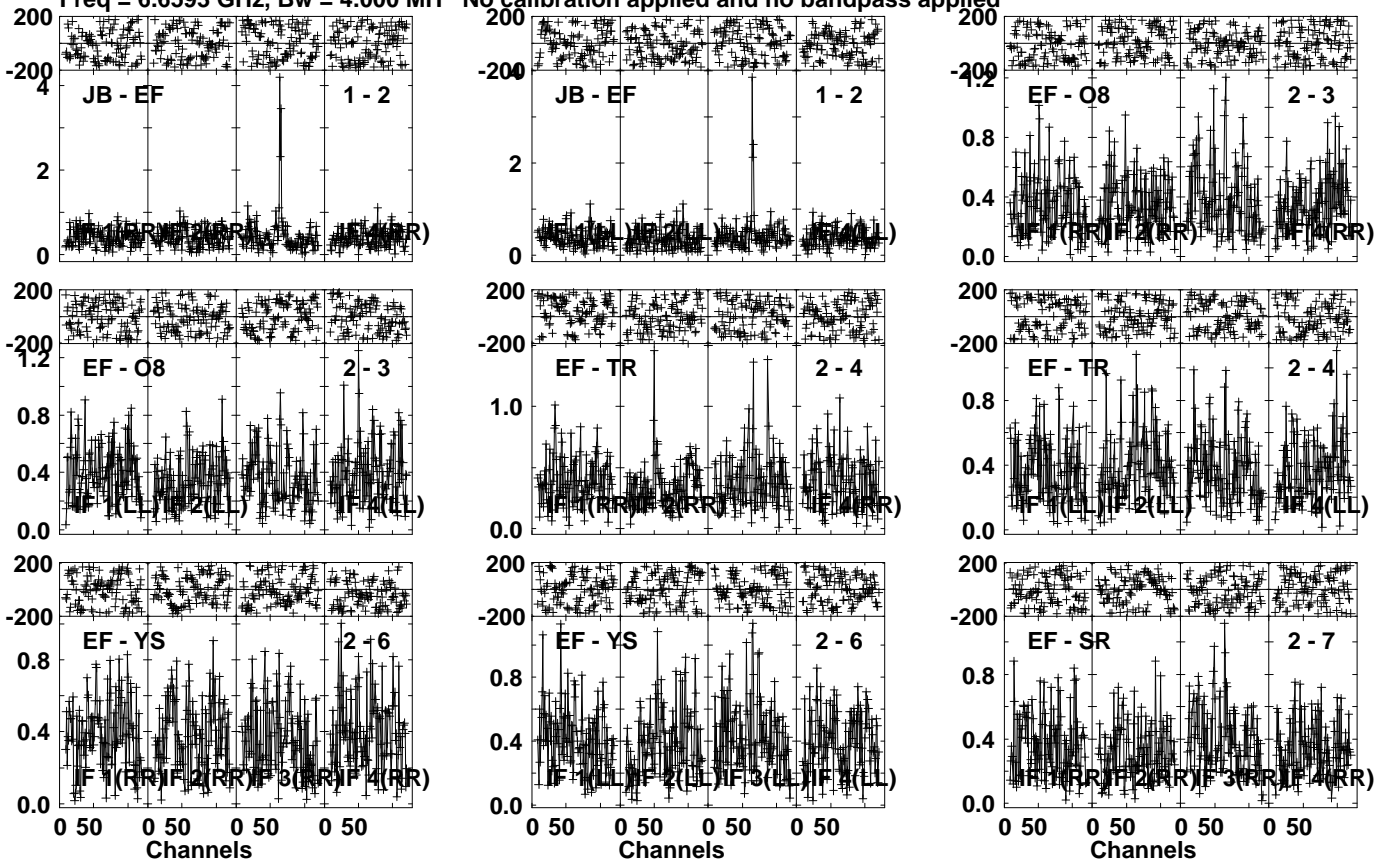 Freq = 6.6593 GHz, Bw = 4.000 MH No calibration applied and no bandpass applied
200
-200
JB - EF 1 - 2
4
2
0
IF 1(RR) IF 2(RR) IF 4(RR)
200
-200
4
JB - EF 1 - 2
2
0
IF 1(LL) IF 2(LL) IF 4(LL)
200
-200
1.2
EF - O8 2 - 3
0.8
0.4
0.0
IF 1(RR) IF 2(RR) IF 4(RR)
200
-200
1.2
EF - O8 2 - 3
0.8
0.4
0.0
IF 1(LL) IF 2(LL) IF 4(LL)
200
-200
EF - TR 2 - 4
1.0
0.0
IF 1(RR) IF 2(RR) IF 4(RR)
200
-200
EF - TR 2 - 4
0.8
0.4
0.0
IF 1(LL) IF 2(LL) IF 4(LL)
200
-200
EF - YS 2 - 6
0.8
0.4
0.0
IF 1(RR) IF 2(RR) IF 3(RR) IF 4(RR)
0 50 0 50 0 50 0 50
Channels
200
-200
EF - YS 2 - 6
0.8
0.4
0.0
IF 1(LL) IF 2(LL) IF 3(LL) IF 4(LL)
0 50 0 50 0 50 0 50
Channels
200
-200
EF - SR 2 - 7
0.8
0.4
0.0
IF 1(RR) IF 2(RR) IF 3(RR) IF 4(RR)
0 50 0 50 0 50 0 50
Channels